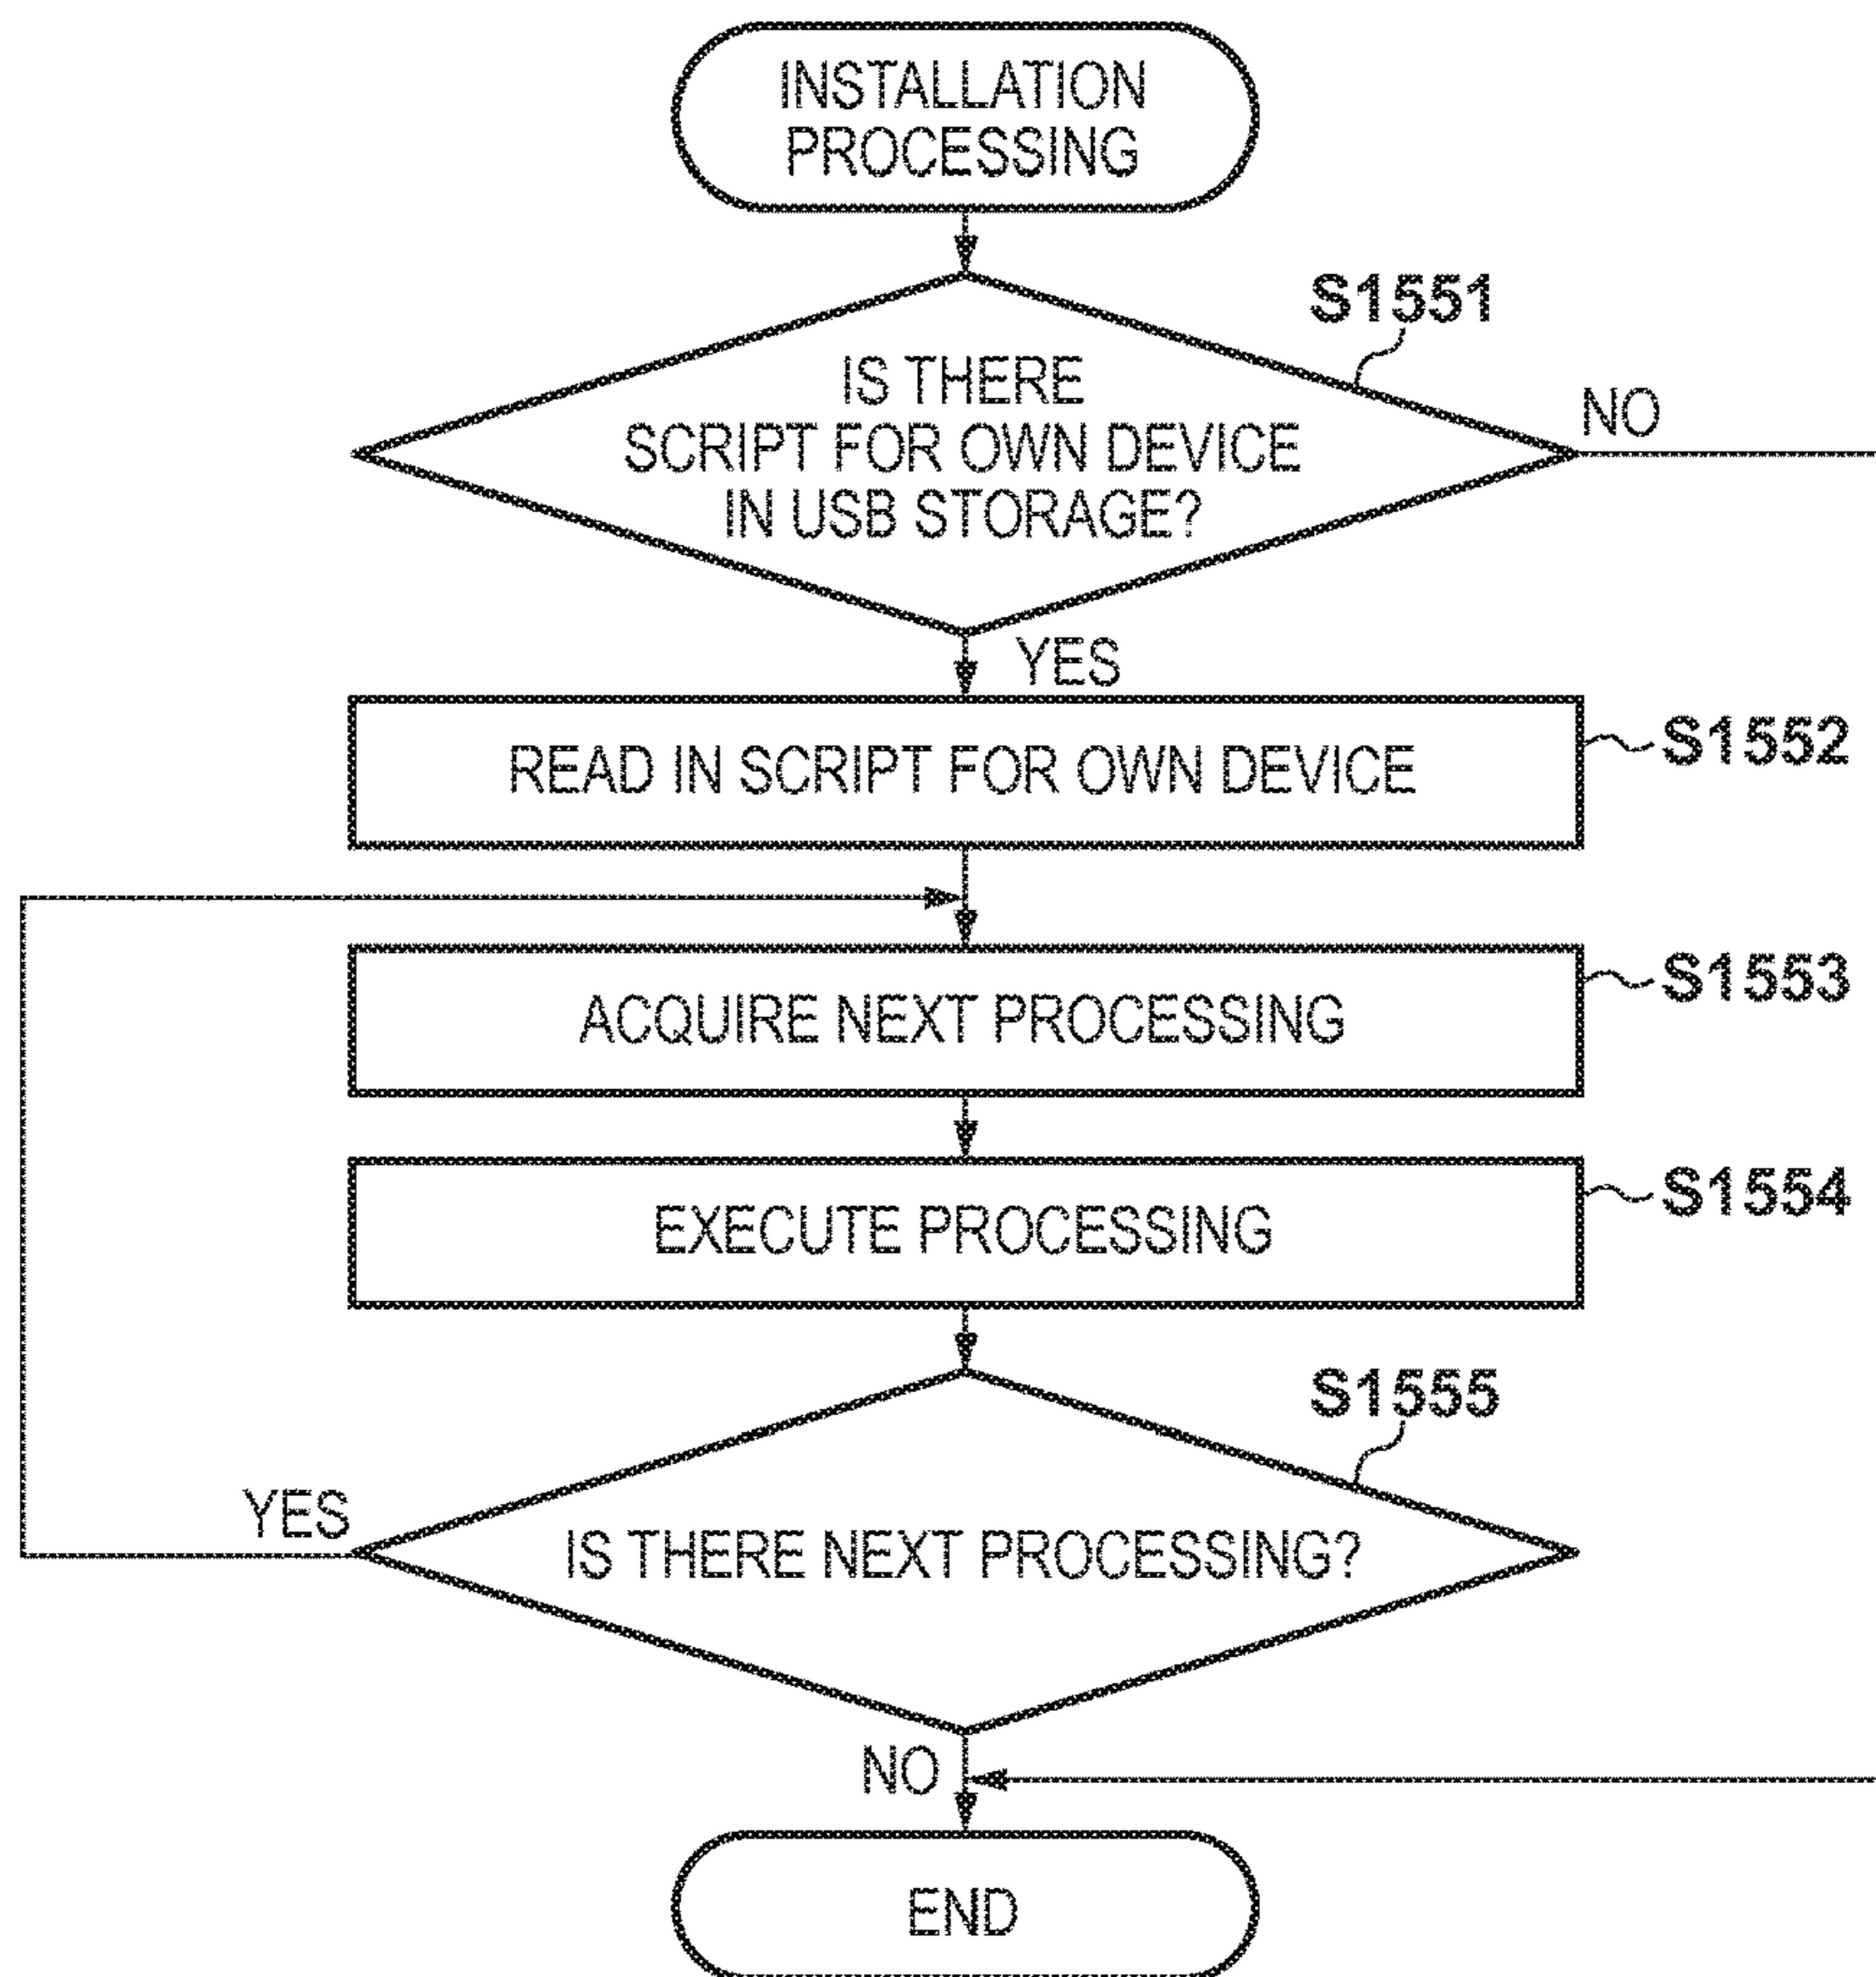 INSTALLATION
PROCESSING
S1551
IS THERE
SCRIPT FOR OWN DEVICE
IN USB STORAGE?
NO
YES
READ IN SCRIPT FOR OWN DEVICE
S1552
ACQUIRE NEXT PROCESSING
S1553
EXECUTE PROCESSING
S1554
S1555
YES
IS THERE NEXT PROCESSING?
NO
END